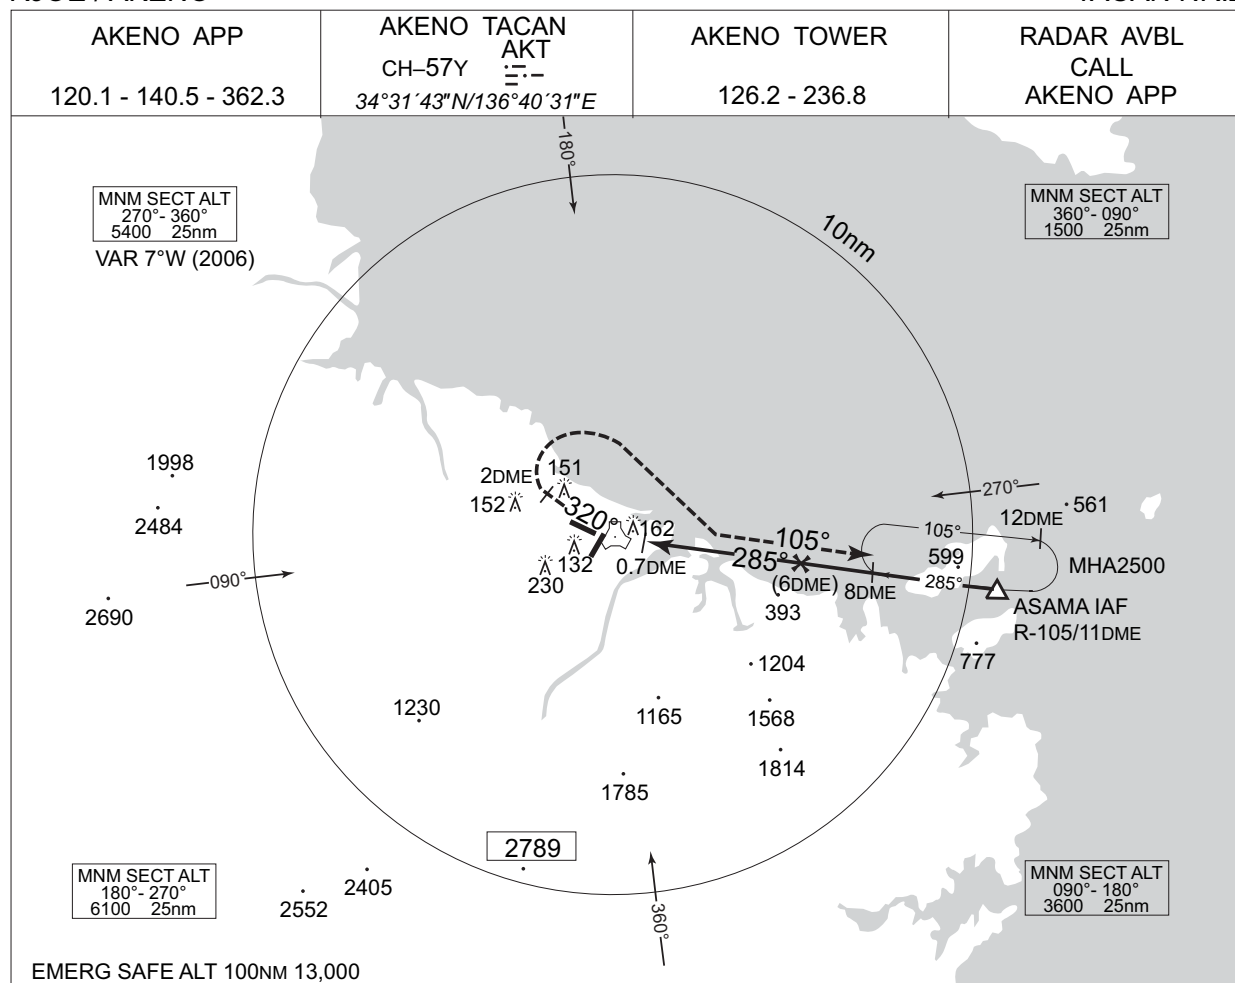 AKENO APP
120.1 - 140.5 - 362.3
AKENO TACAN
AKT
CH–57Y
34°31´43"N/136°40´31"E
AKENO TOWER
126.2 - 236.8
RADAR AVBL
CALL
AKENO APP
180°
MNM SECT ALT
270°- 360°
5400 25nm
VAR 7°W (2006)
10nm
MNM SECT ALT
360°- 090°
1500 25nm
1998
2484
2DME
151
152
320°
162
132
230
0.7DME
285°
105°
(6DME)
8DME
393
270°
561
12DME
105°
599
285°
MHA2500
ASAMA IAF
R-105/11DME
777
090°
2690
1204
1230
1165
1568
1814
1785
2789
2405
2552
360°
MNM SECT ALT
180°- 270°
6100 25nm
MNM SECT ALT
090°- 180°
3600 25nm
EMERG SAFE ALT 100NM 13,000